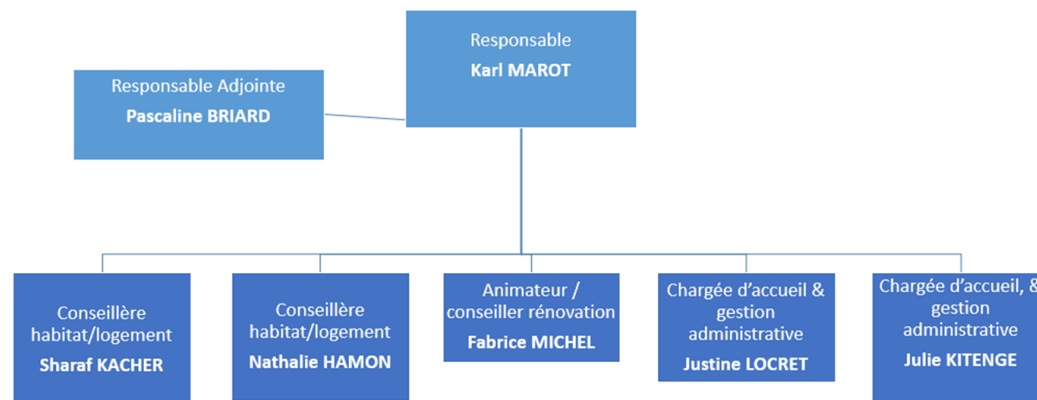 Responsable
Karl MAROT
Responsable Adjointe
Pascaline BRIARD
Conseillère
habitat/logement
Sharaf KACHER
Conseillère
habitat/logement
Nathalie HAMON
Animateur /
conseiller rénovation
Fabrice MICHEL
Chargée d’accueil &
gestion
administrative
Justine LOCRET
Chargée d’accueil, &
gestion
administrative
Julie KITENGE